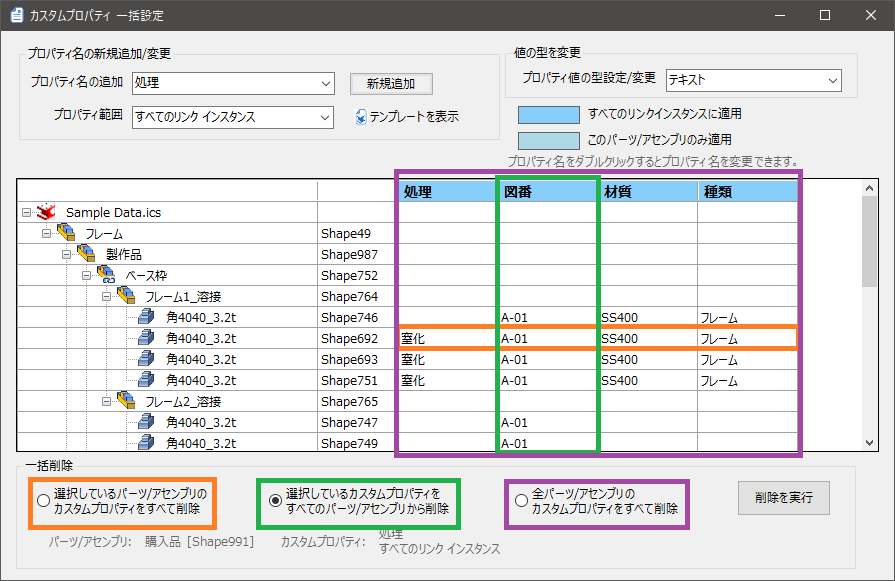 カスタムプロパティ 一括設定
プロパティ名の新規追加/変更
プロパティ名の追加 処理 新規追加
プロパティ範囲 すべてのリンク インスタンス テンプレートを表示
値の型を変更
プロパティ値の型設定/変更 テキスト
すべてのリンクインスタンスに適用
このパーツ/アセンブリのみ適用
プロパティ名をダブルクリックするとプロパティ名を変更できます。
処理 図番 材質 種類
Sample Data.ics
フレーム Shape49
製作品 Shape987
ベース枠 Shape752
フレーム1_溶接 Shape764
角4040_3.2t Shape746 A-01 SS400 フレーム
角4040_3.2t Shape692 窒化 A-01 SS400 フレーム
角4040_3.2t Shape693 窒化 A-01 SS400 フレーム
角4040_3.2t Shape751 窒化 A-01 SS400 フレーム
フレーム2_溶接 Shape765
角4040_3.2t Shape747 A-01
角4040_3.2t Shape749 A-01
一括削除
選択しているパーツ/アセンブリの
カスタムプロパティをすべて削除
選択しているカスタムプロパティを
すべてのパーツ/アセンブリから削除
全パーツ/アセンブリの
カスタムプロパティをすべて削除
削除を実行
パーツ/アセンブリ: 購入品 [Shape991] カスタムプロパティ: 処理
すべてのリンク インスタンス